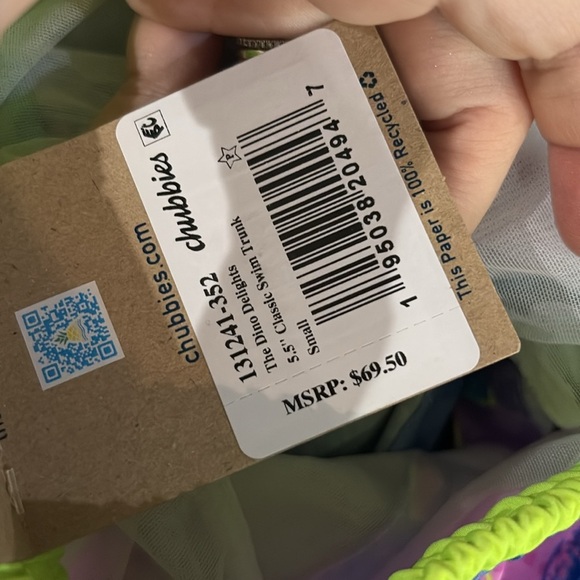 chubbies
131241-352
The Dino Delights
5.5" Classic Swim Trunk
Small
P
1 95038 20494 7
MSRP: $69.50
chubbies.com
This Paper is 100% Recycled